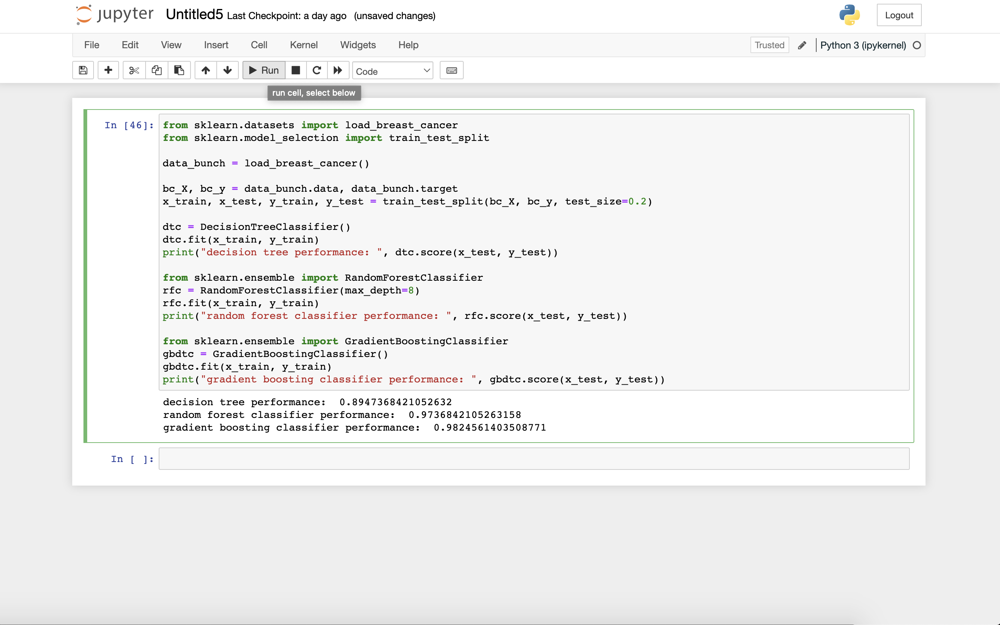 jupyter Untitled5 Last Checkpoint: a day ago (unsaved changes) Logout
File Edit View Insert Cell Kernel Widgets Help Trusted Python 3 (ipykernel)
Run Code
run cell, select below
In [46]: from sklearn.datasets import load_breast_cancer
from sklearn.model_selection import train_test_split
data_bunch = load_breast_cancer()
bc_X, bc_y = data_bunch.data, data_bunch.target
x_train, x_test, y_train, y_test = train_test_split(bc_X, bc_y, test_size=0.2)
dtc = DecisionTreeClassifier()
dtc.fit(x_train, y_train)
print("decision tree performance: ", dtc.score(x_test, y_test))
from sklearn.ensemble import RandomForestClassifier
rfc = RandomForestClassifier(max_depth=8)
rfc.fit(x_train, y_train)
print("random forest classifier performance: ", rfc.score(x_test, y_test))
from sklearn.ensemble import GradientBoostingClassifier
gbdtc = GradientBoostingClassifier()
gbdtc.fit(x_train, y_train)
print("gradient boosting classifier performance: ", gbdtc.score(x_test, y_test))
decision tree performance:  0.8947368421052632
random forest classifier performance:  0.9736842105263158
gradient boosting classifier performance:  0.9824561403508771
In [ ]: